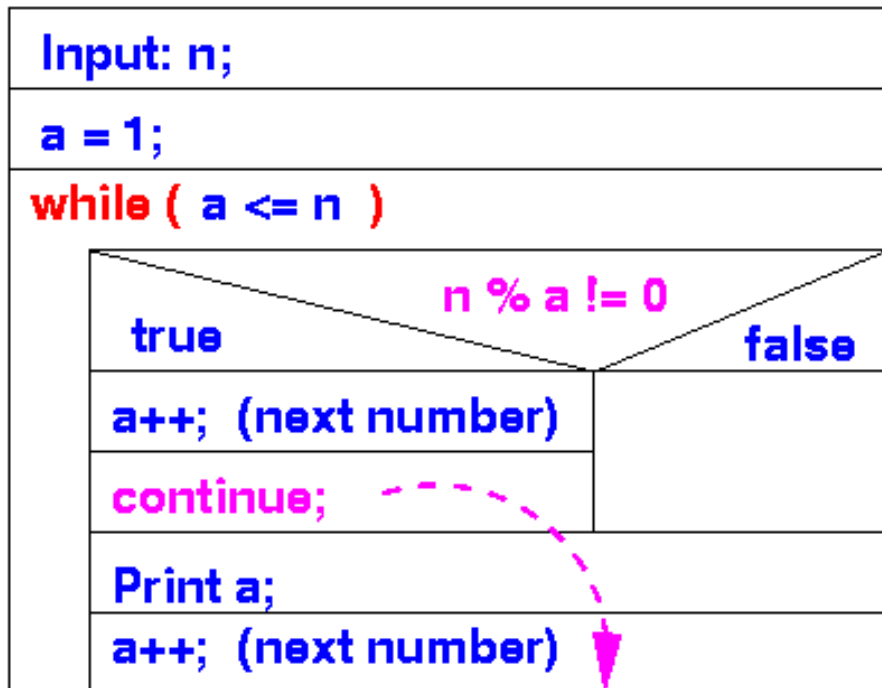 Input: n;
a = 1;
while ( a <= n )
n % a != 0
true
false
a++; (next number)
continue;
Print a;
a++; (next number)